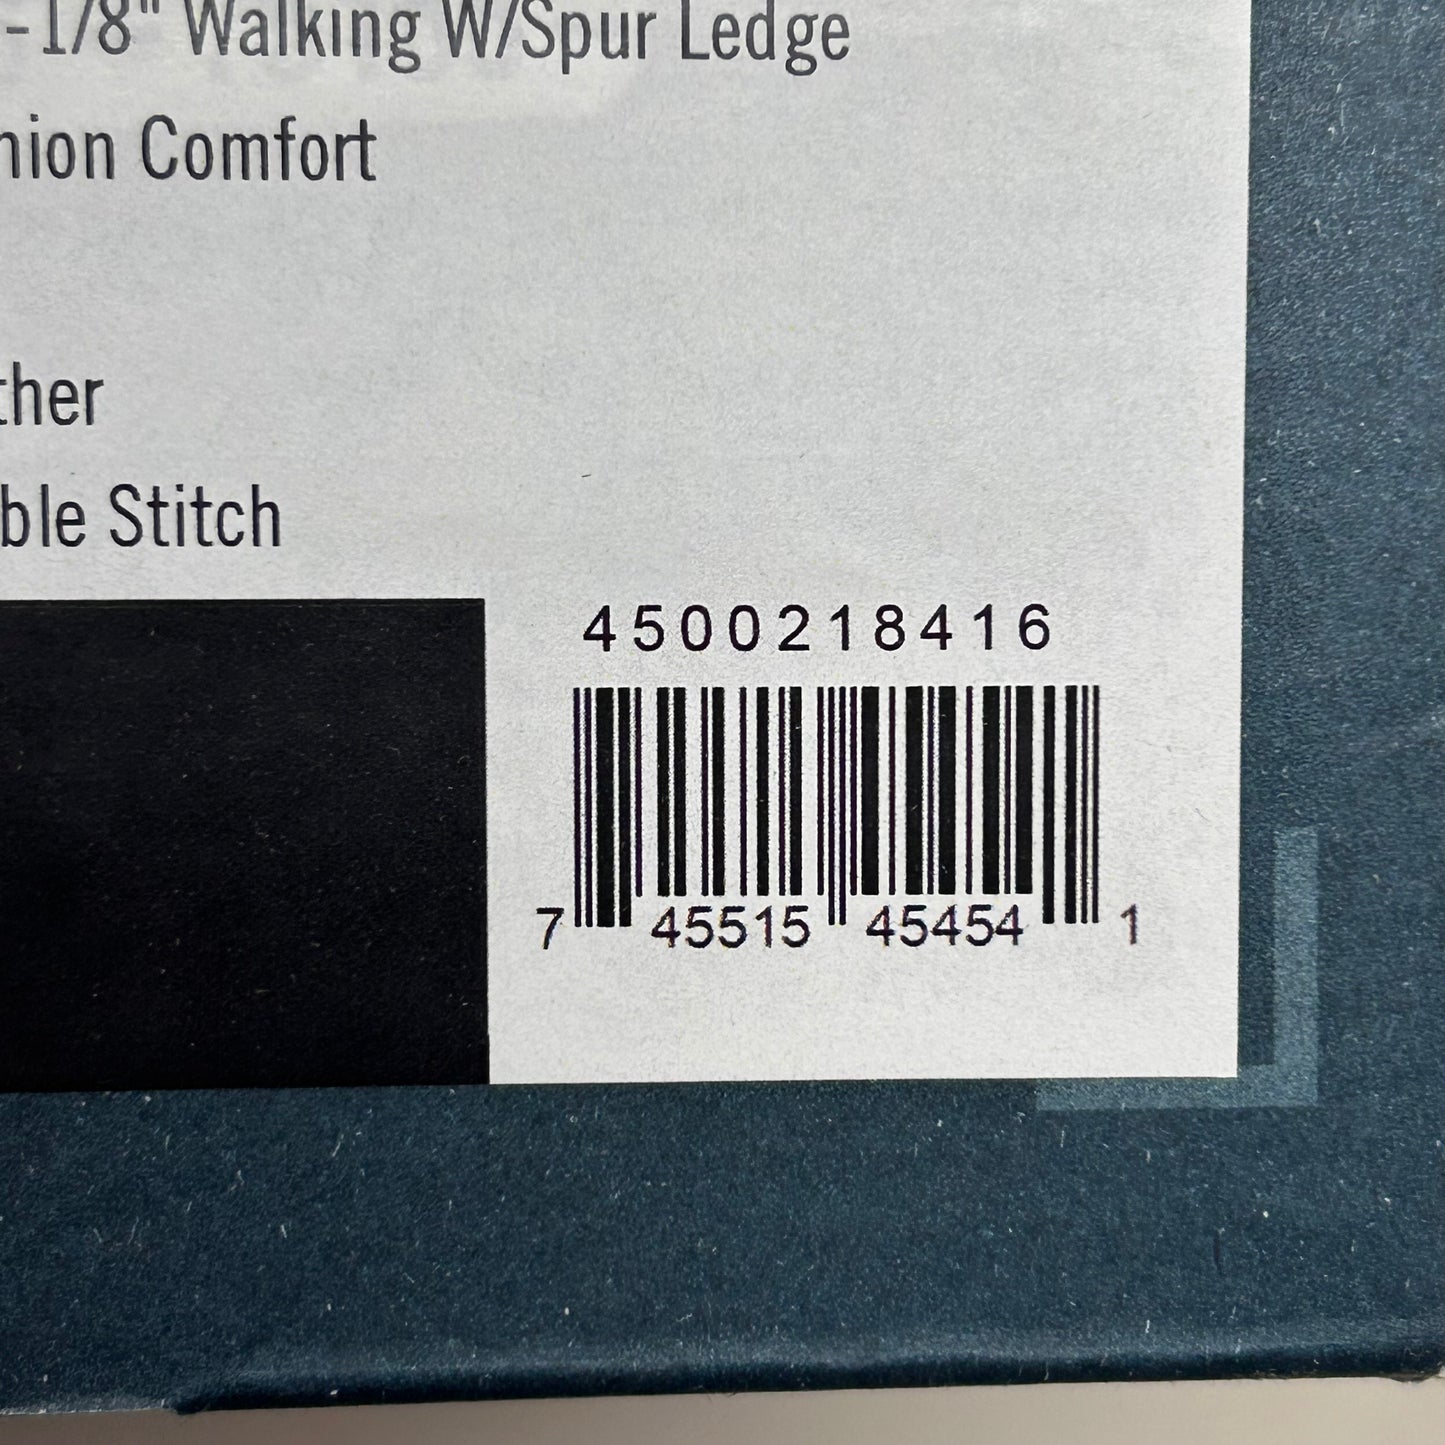 -1/8" Walking W/Spur Ledge
nion Comfort
ther
ble Stitch
4500218416
7 45515 45454 1